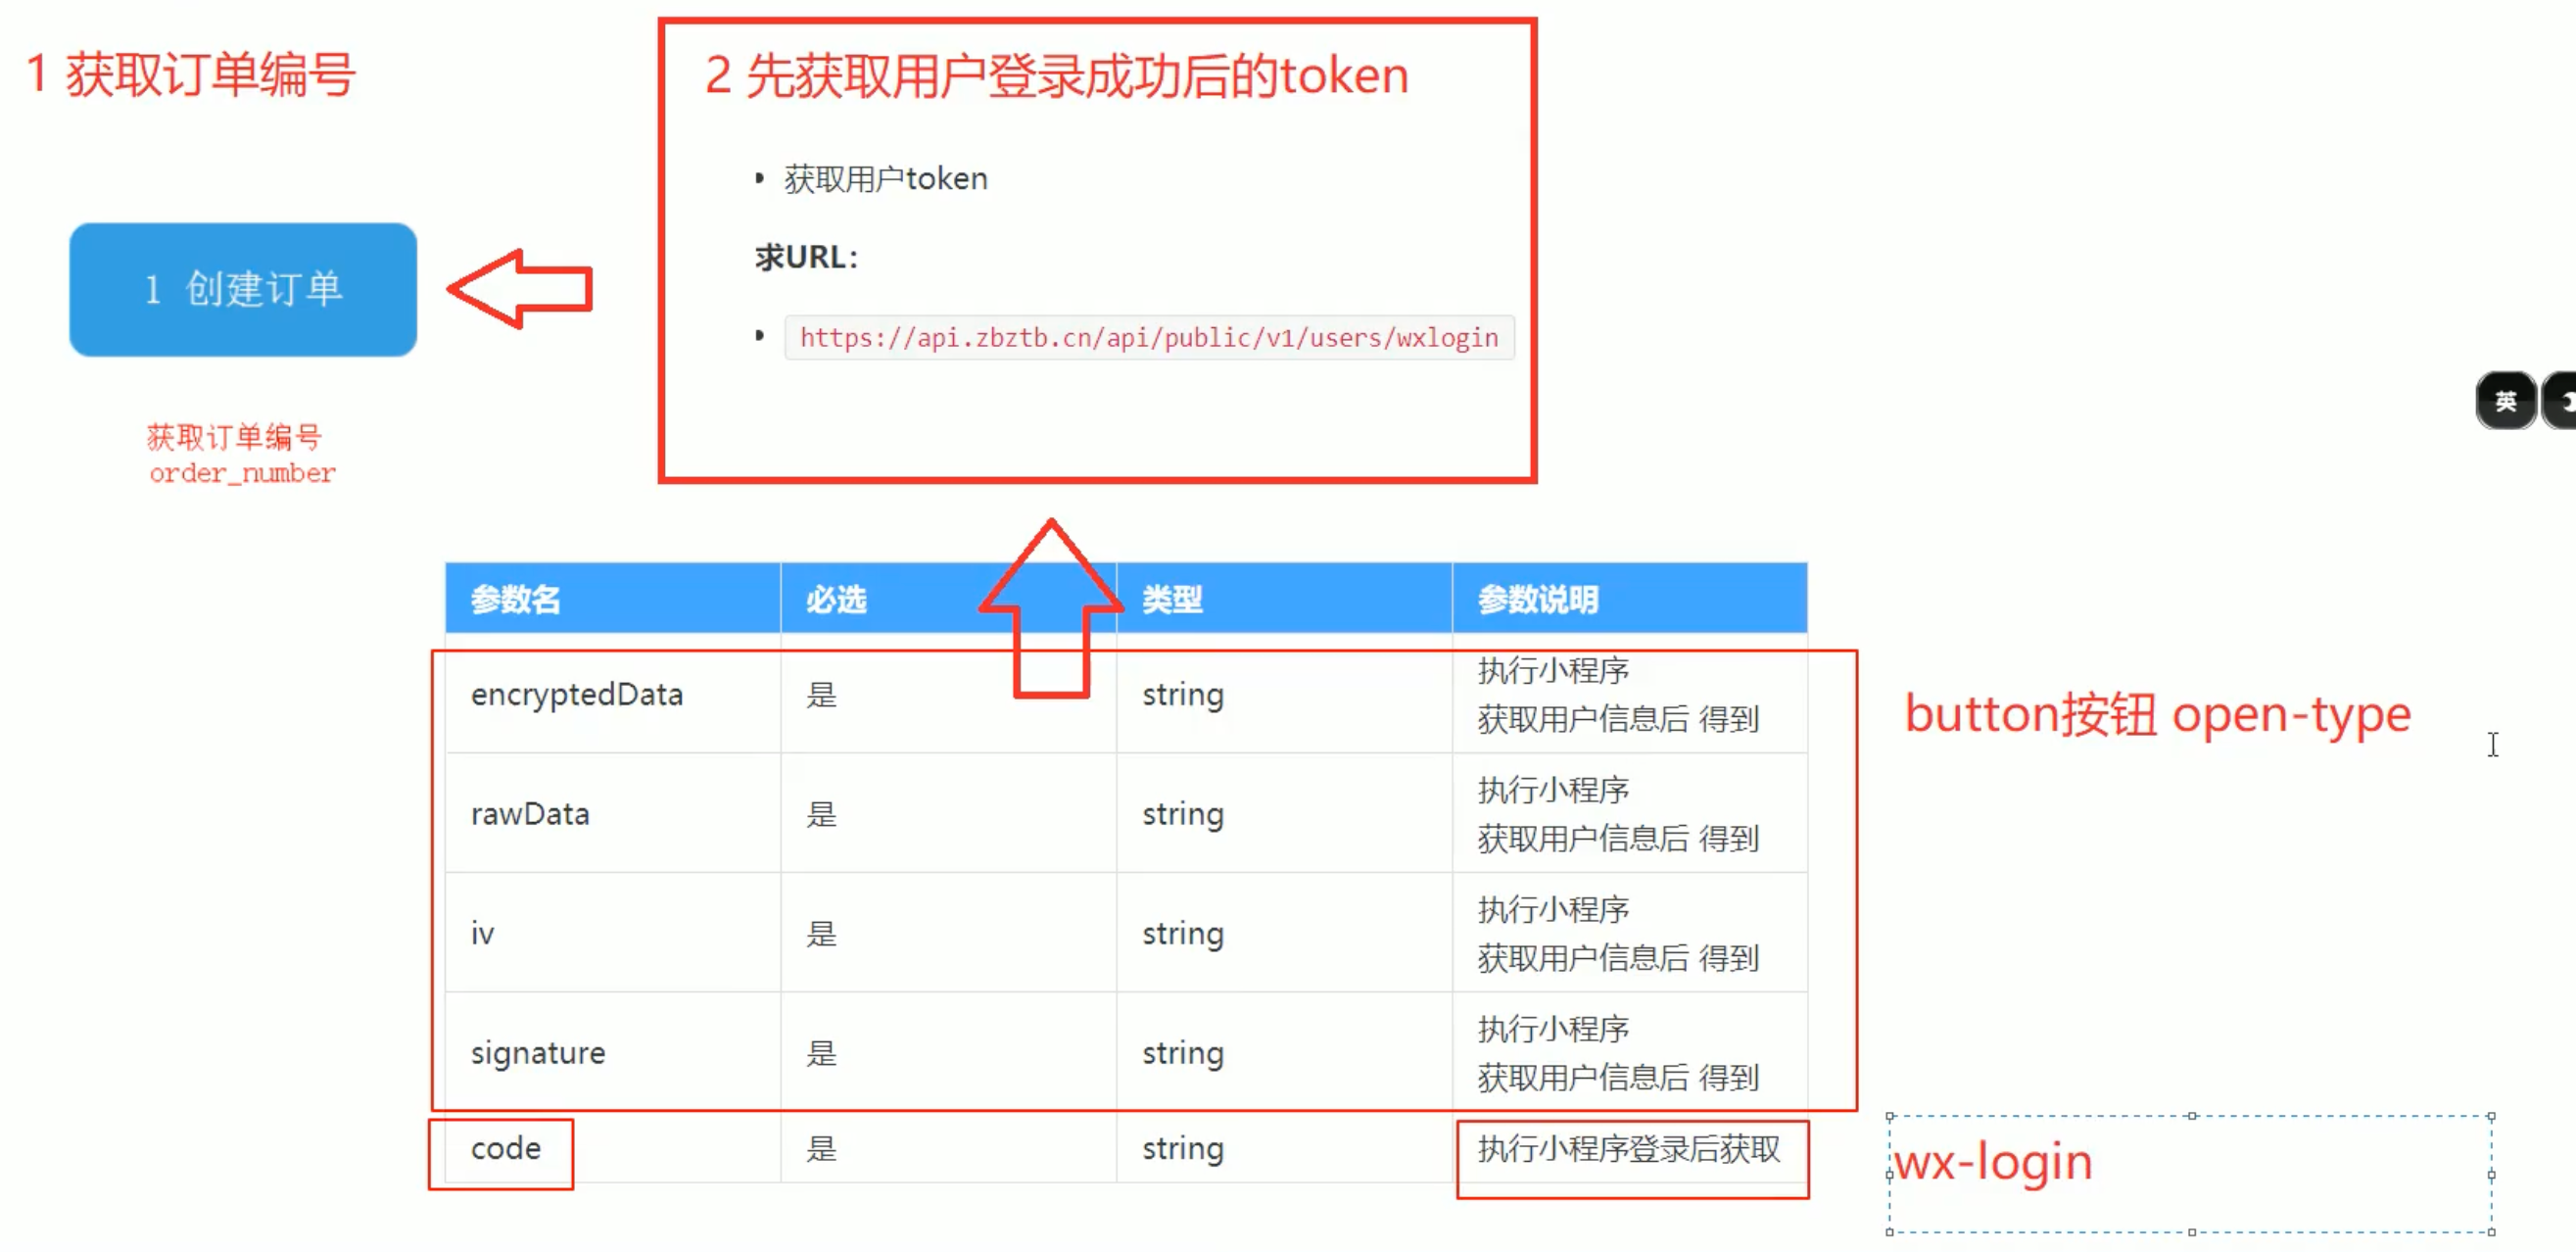 1 获取订单编号
2 先获取用户登录成功后的token
获取用户token
求URL:
https://api.zbztb.cn/api/public/v1/users/wxlogin
1 创建订单
获取订单编号
order_number
英
参数名 必选 类型 参数说明
encryptedData 是 string 执行小程序
获取用户信息后 得到
button按钮 open-type
rawData 是 string 执行小程序
获取用户信息后 得到
iv 是 string 执行小程序
获取用户信息后 得到
signature 是 string 执行小程序
获取用户信息后 得到
code 是 string 执行小程序登录后获取
wx-login